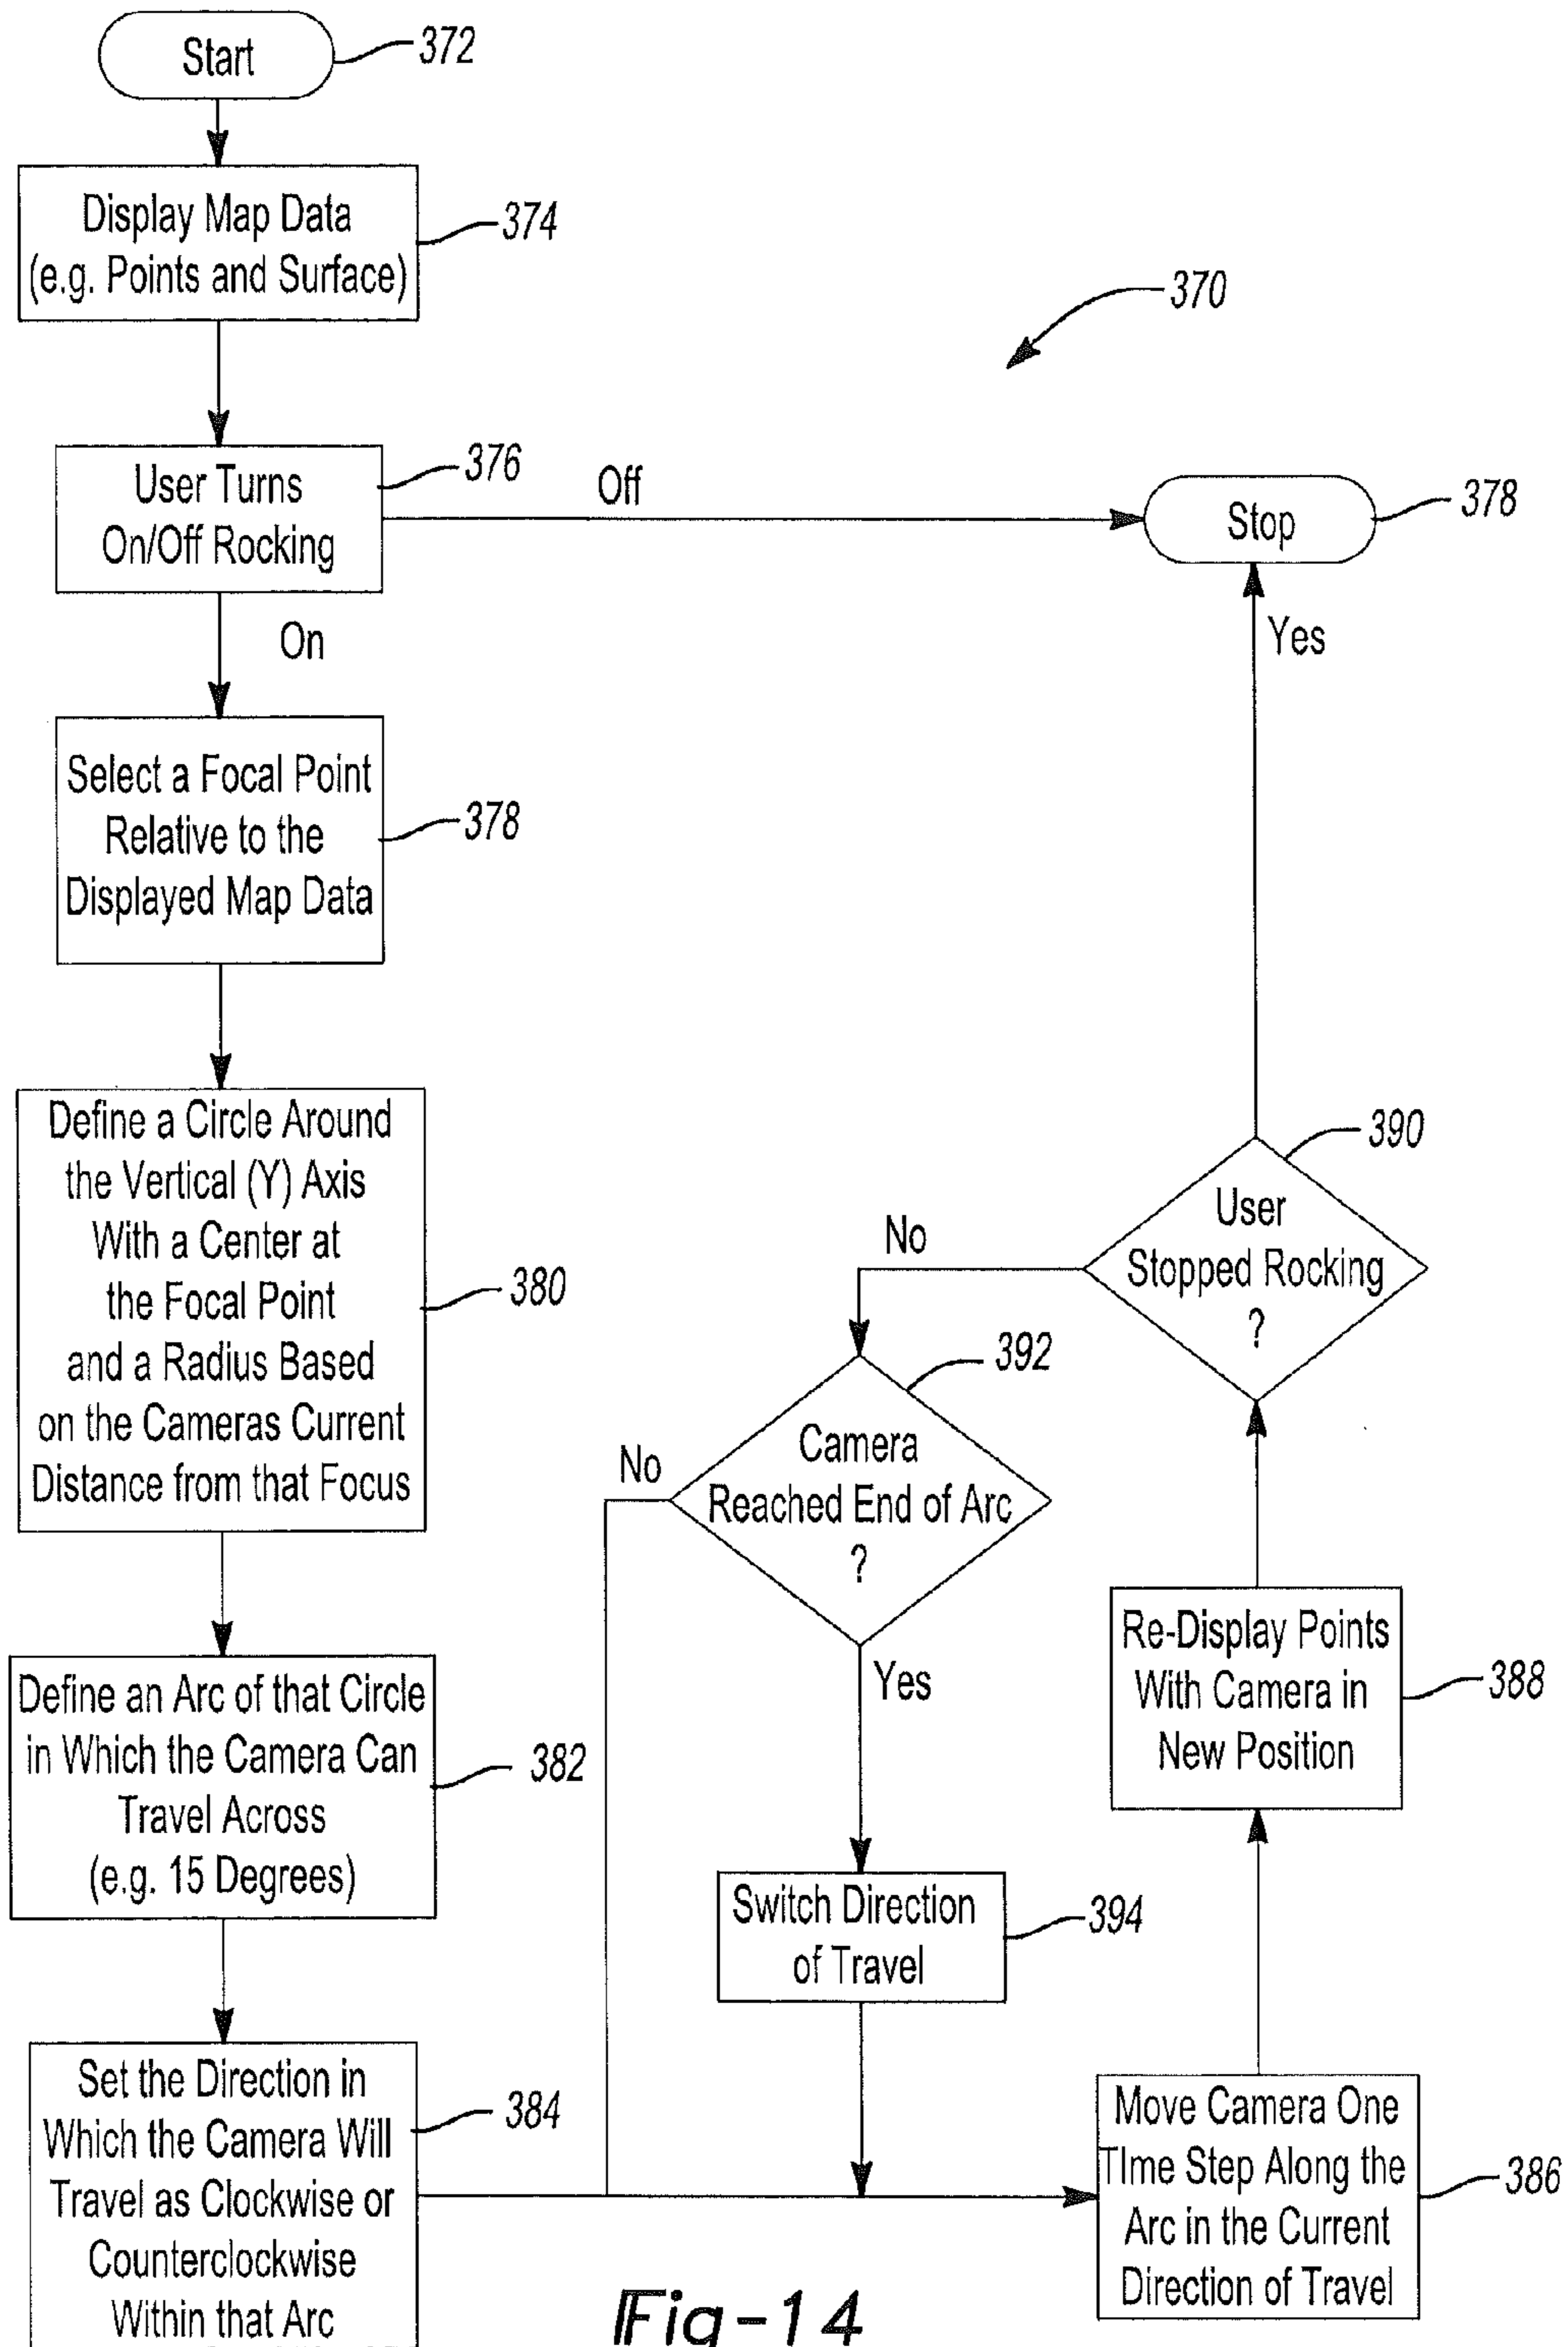 Start
372
Display Map Data
(e.g. Points and Surface)
374
370
User Turns
On/Off Rocking
376
Off
Stop
378
On
Yes
Select a Focal Point
Relative to the
Displayed Map Data
378
Define a Circle Around
the Vertical (Y) Axis
With a Center at
the Focal Point
and a Radius Based
on the Cameras Current
Distance from that Focus
380
User
Stopped Rocking
?
390
No
Camera
Reached End of Arc
?
392
No
Yes
Define an Arc of that Circle
in Which the Camera Can
Travel Across
(e.g. 15 Degrees)
382
Re-Display Points
With Camera in
New Position
388
Switch Direction
of Travel
394
Set the Direction in
Which the Camera Will
Travel as Clockwise or
Counterclockwise
Within that Arc
384
Move Camera One
TIme Step Along the
Arc in the Current
Direction of Travel
386
Fig-14